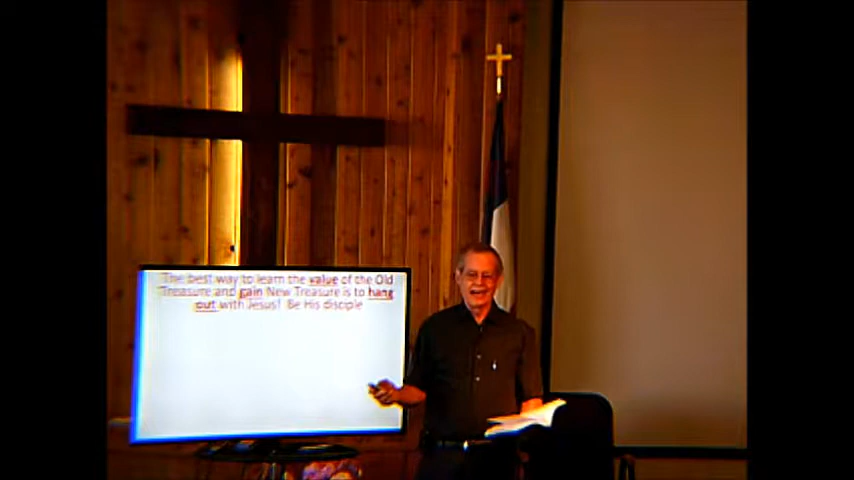 The best way to learn the value of the Old
Treasure and gain New Treasure is to hang
out with Jesus! Be His disciple